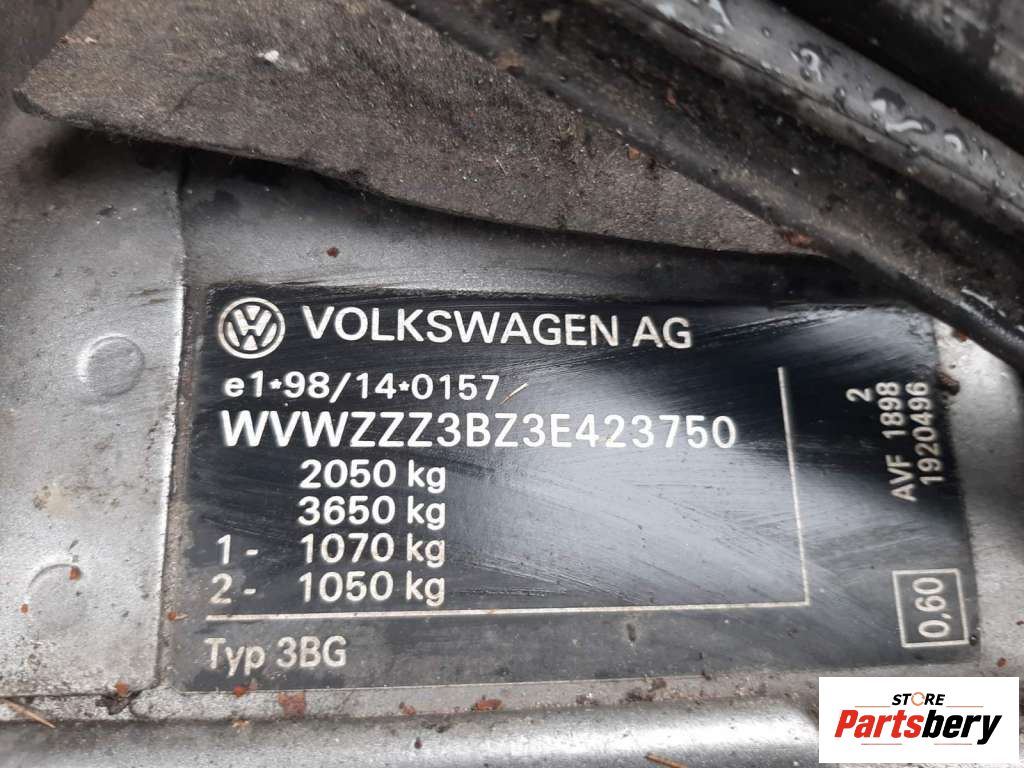 VOLKSWAGEN AG
e1*98/14*0157
WVWZZZ3BZ3E423750
2050 kg
3650 kg
1 - 1070 kg
2 - 1050 kg
Typ 3BG
2
AVF 1898
1920496
0,60
STORE
Partsbery